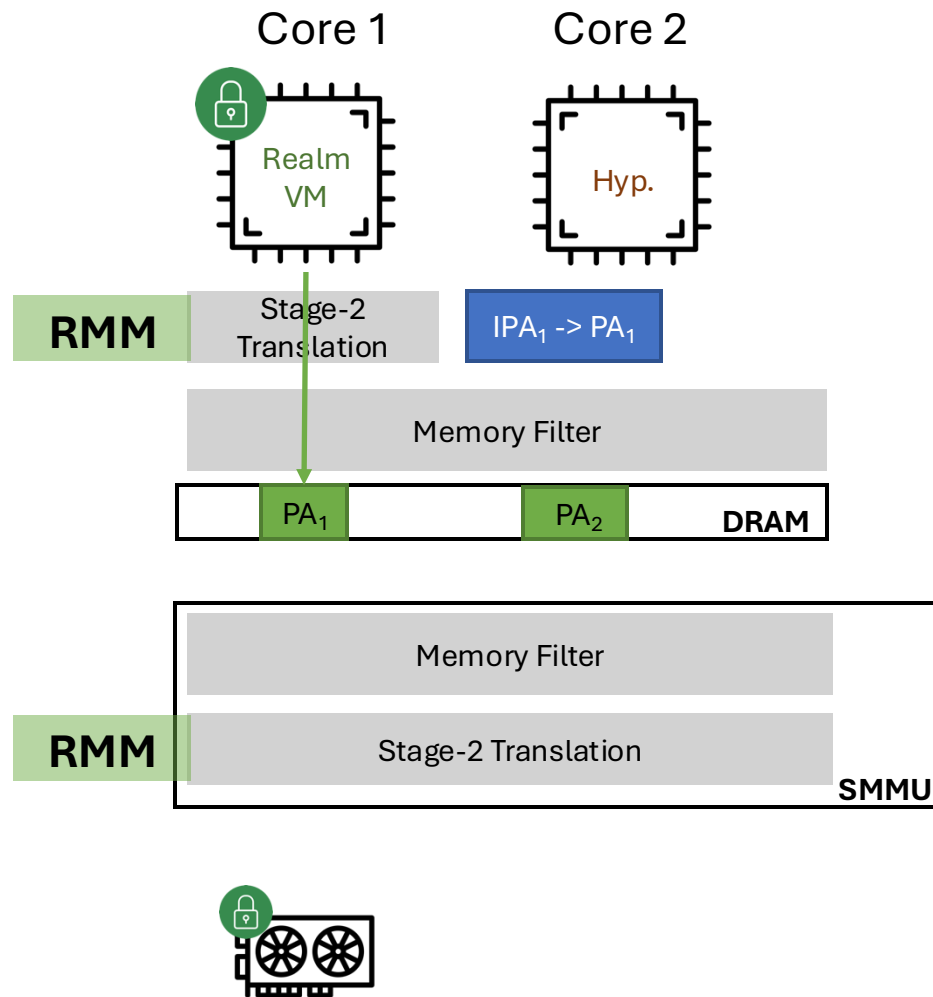 Core 1
Core 2
Realm
VM
Hyp.
RMM
Stage-2
Translation
IPA₁ -> PA₁
Memory Filter
PA₁
PA₂
DRAM
Memory Filter
RMM
Stage-2 Translation
SMMU